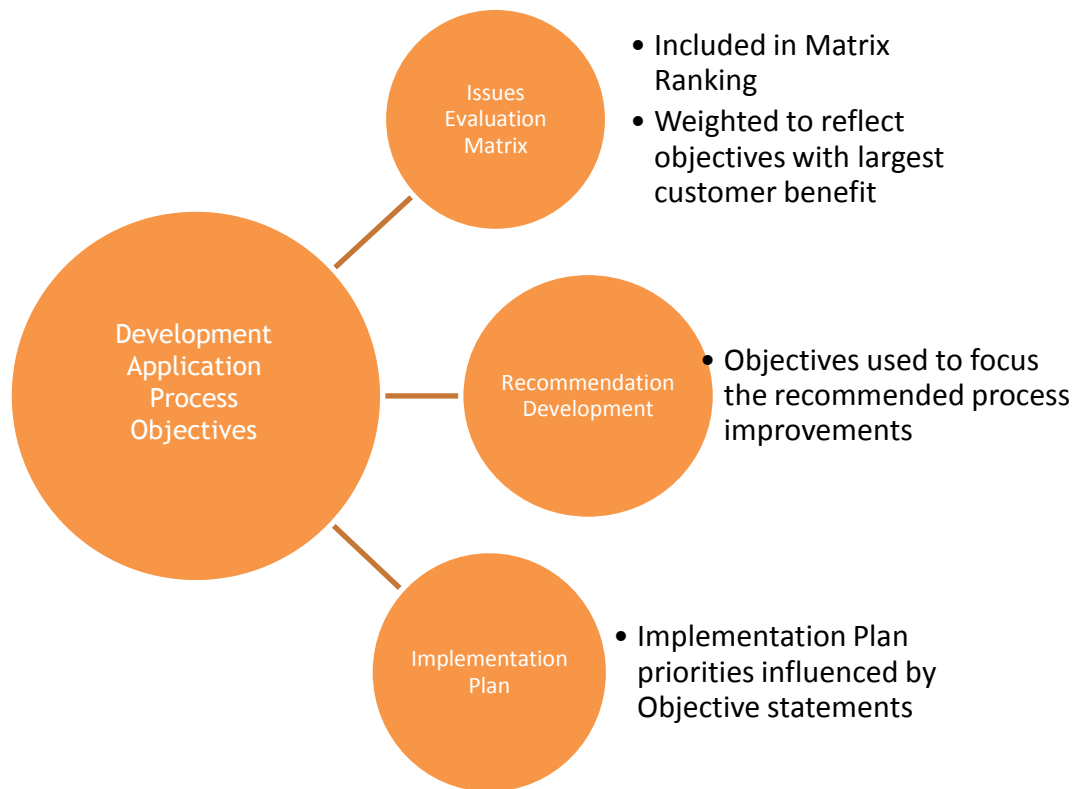 Issues
Evaluation
Matrix
• Included in Matrix
Ranking
• Weighted to reflect
objectives with largest
customer benefit
Development
Application
Process
Objectives
Recommendation
Development
• Objectives used to focus
the recommended process
improvements
Implementation
Plan
• Implementation Plan
priorities influenced by
Objective statements